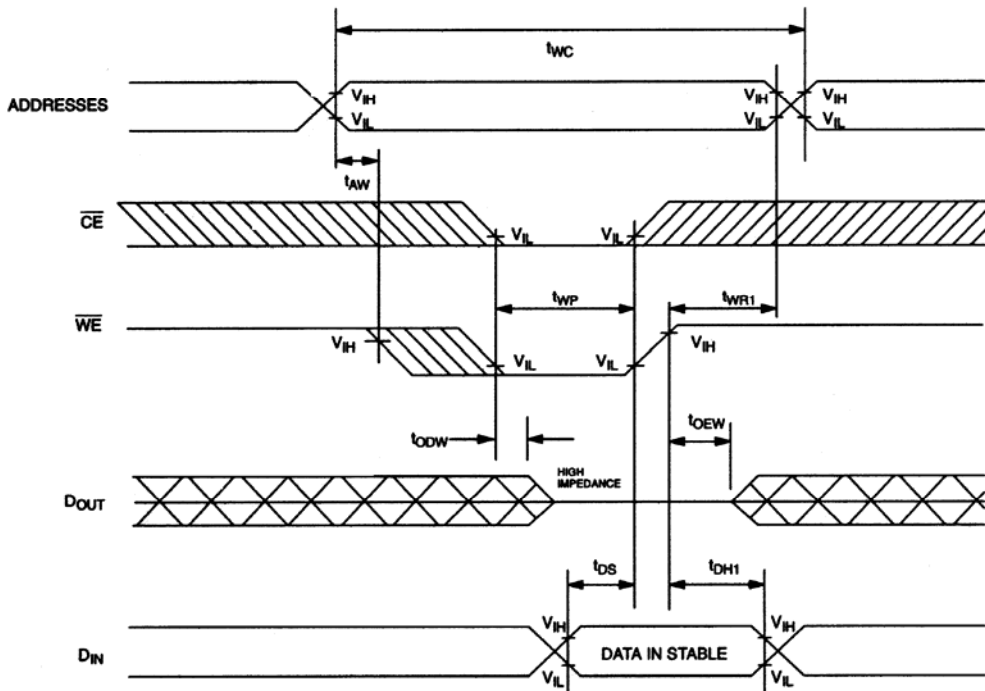 tWC
ADDRESSES
VIH
VIL
VIH
VIL
VIH
VIL
tAW
CE
VIL
VIL
tWP
tWR1
WE
VIH
VIL
VIL
VIH
tODW
tOEW
HIGH
IMPEDANCE
DOUT
tDS
tDH1
VIH
VIH
DIN
DATA IN STABLE
VIL
VIL